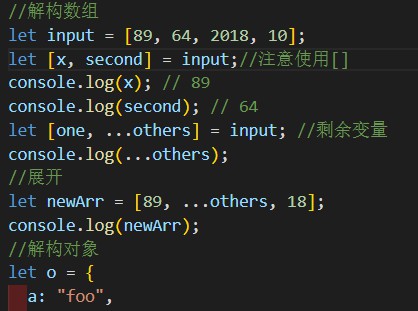 //解构数组
let input = [89, 64, 2018, 10];
let [x, second] = input;//注意使用[]
console.log(x); // 89
console.log(second); // 64
let [one, ...others] = input; //剩余变量
console.log(...others);
//展开
let newArr = [89, ...others, 18];
console.log(newArr);
//解构对象
let o = {
  a: "foo",